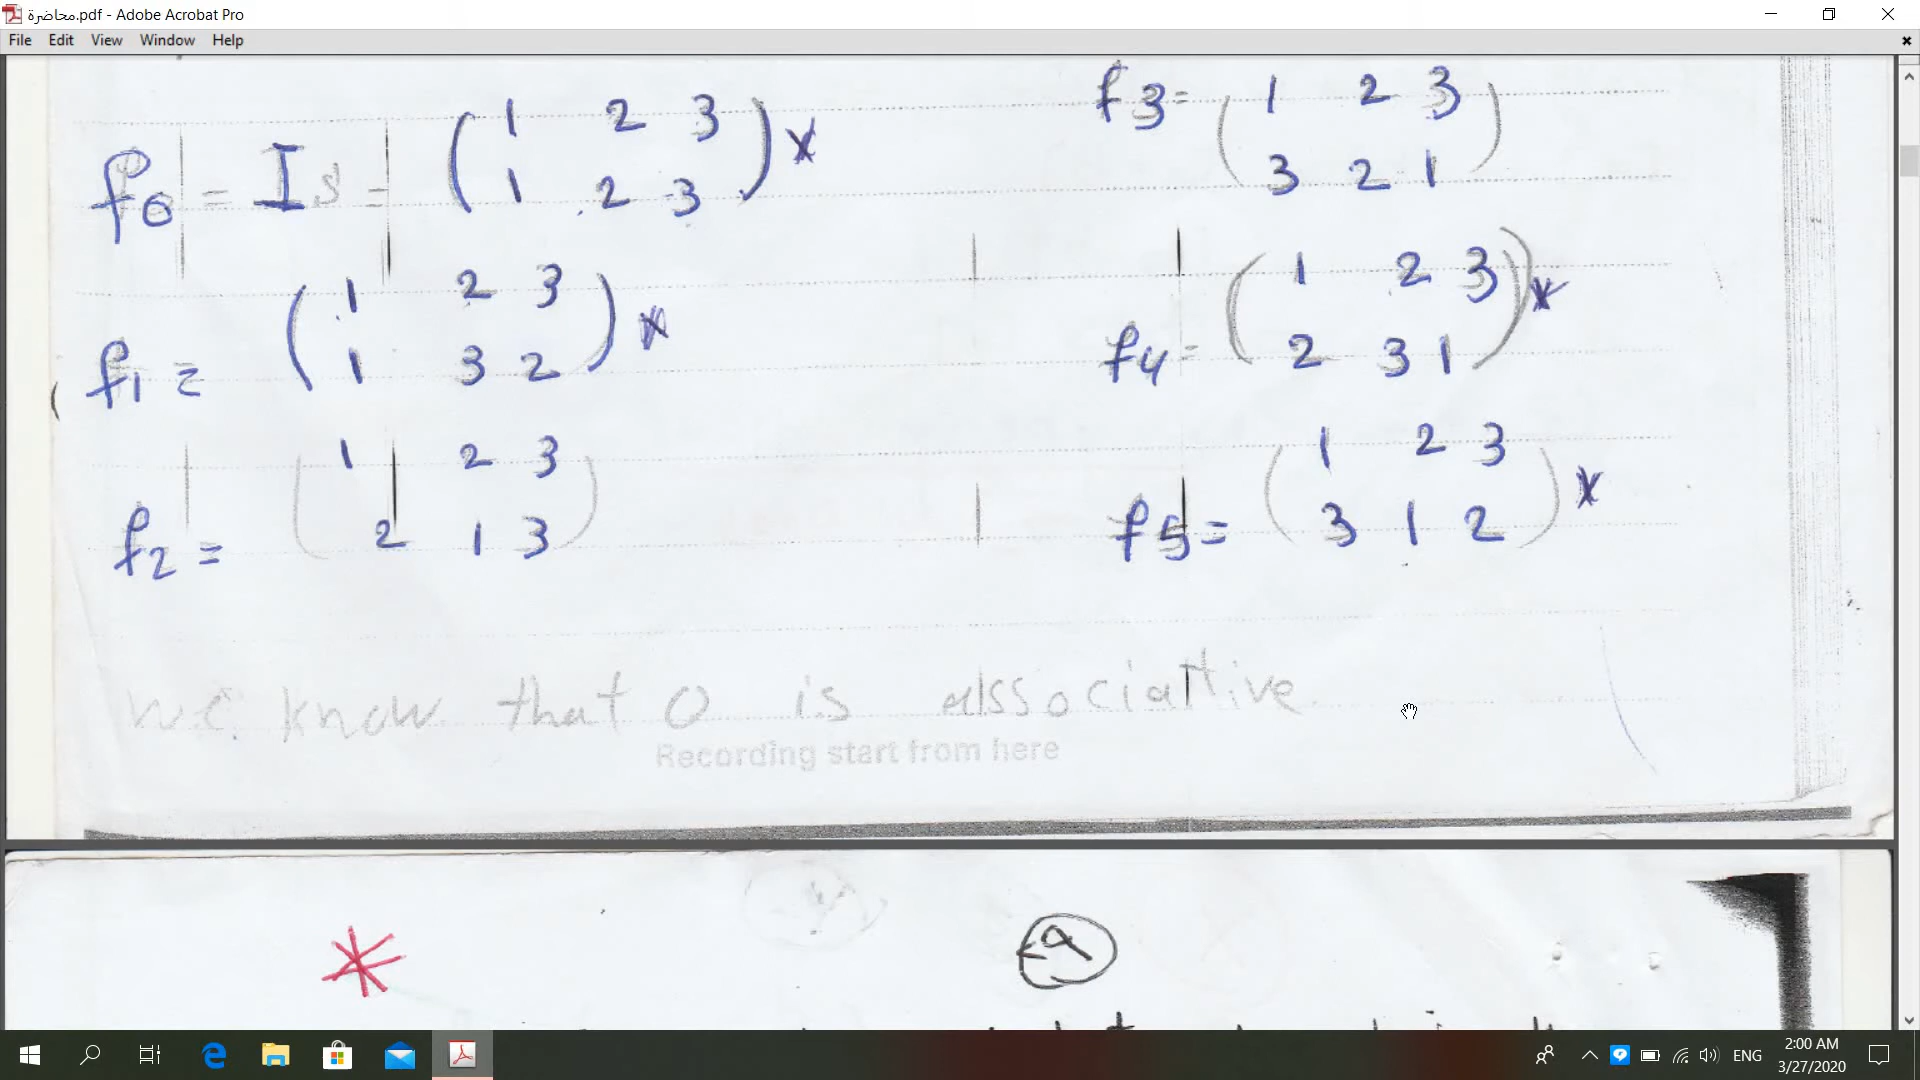 محاضرة.pdf - Adobe Acrobat Pro
File Edit View Window Help
f0 = Is = ( 1 2 3
1 2 3 ) *
f1 = ( 1 2 3
1 3 2 ) *
f2 = ( 1 2 3
2 1 3 )
f3 = ( 1 2 3
3 2 1 )
f4 = ( 1 2 3
2 3 1 ) *
f5 = ( 1 2 3
3 1 2 ) *
we know that o is associative
Recording start from here
*
ENG
2:00 AM
3/27/2020